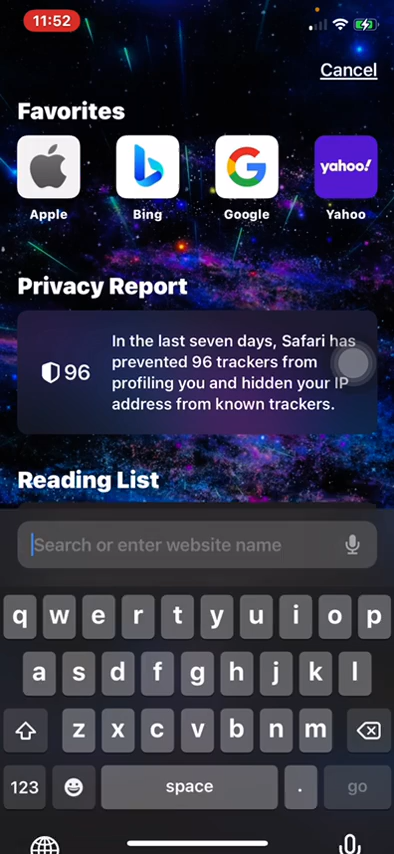 11:52
Cancel
Favorites
yahoo!
Apple
Bing
Google
Yahoo
Privacy Report
96
In the last seven days, Safari has
prevented 96 trackers from
profiling you and hidden your IP
address from known trackers.
Reading List
Search or enter website name
q w e r t y u i o p
a s d f g h j k l
z x c v b n m
123 space . go